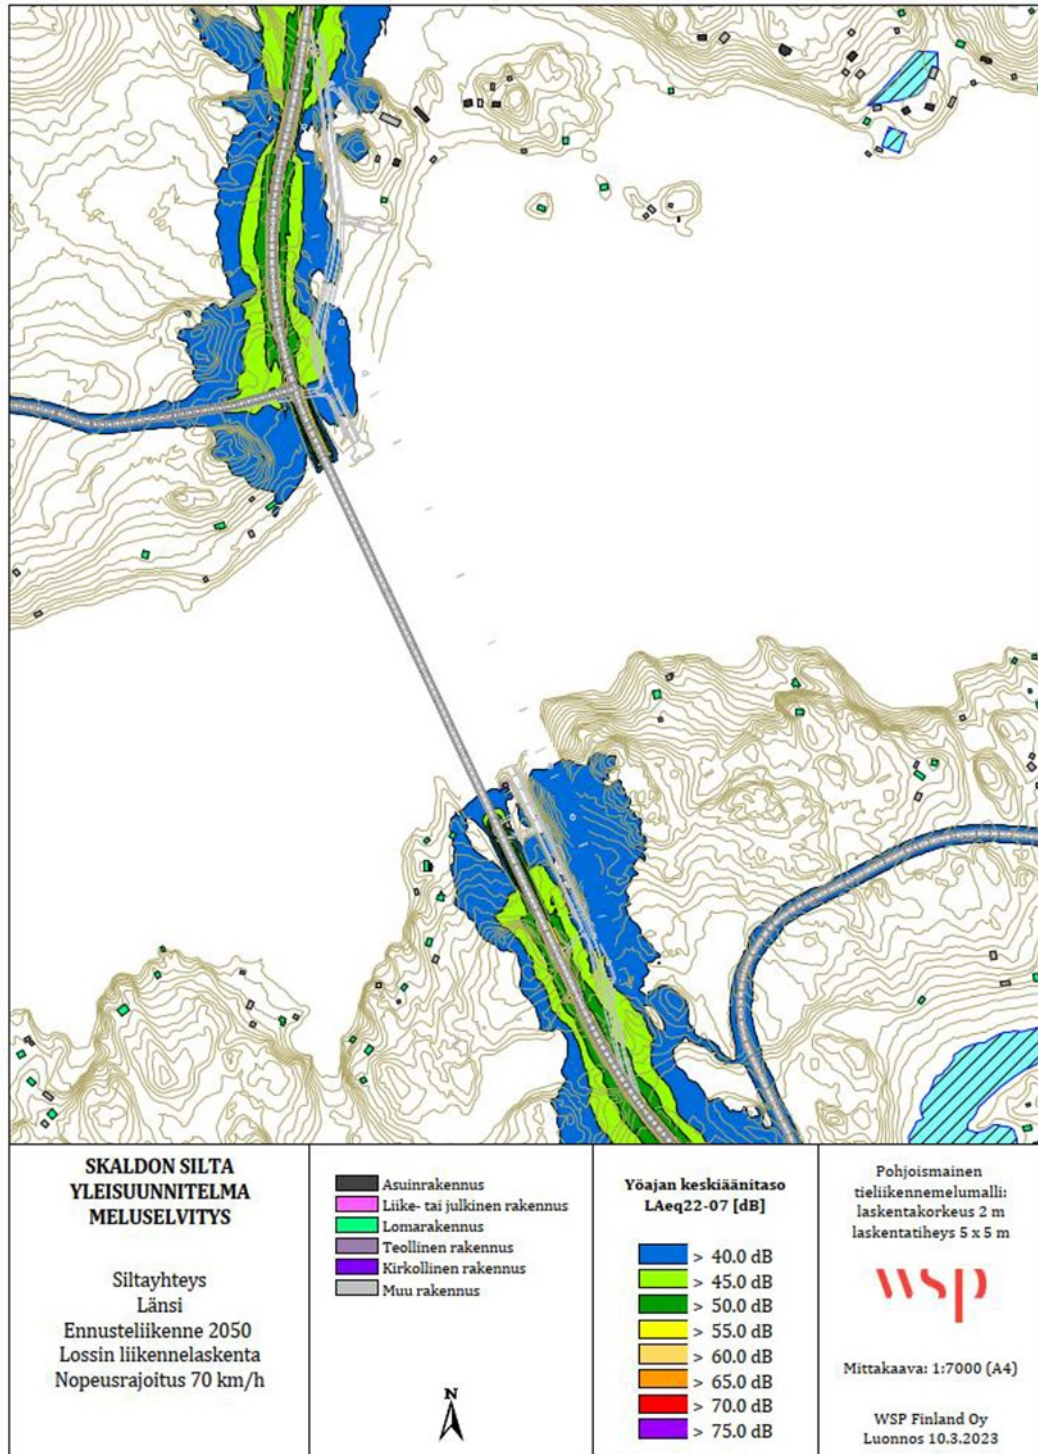 SKALDON SILTA
YLEISUUNNITELMA
MELUSELVITYS
Siltayhteys
Länsi
Ennusteliikenne 2050
Lossin liikennelaskenta
Nopeusrajoitus 70 km/h
Asuinrakennus
Liike- tai julkinen rakennus
Lomarakennus
Teollinen rakennus
Kirkollinen rakennus
Muu rakennus
N
Yöajan keskiäänitaso
LAeq22-07 [dB]
> 40.0 dB
> 45.0 dB
> 50.0 dB
> 55.0 dB
> 60.0 dB
> 65.0 dB
> 70.0 dB
> 75.0 dB
Pohjoismainen
tieliikennemelumalli:
laskentakorkeus 2 m
laskentatiheys 5 x 5 m
wsp
Mittakaava: 1:7000 (A4)
WSP Finland Oy
Luonnos 10.3.2023